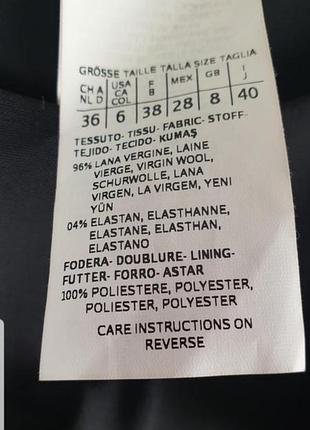 GRÖSSE TAILLE TALLA SIZE TAGLIA
CH A NL D USA CA COL F B MEX GB I J
36 6 38 28 8 40
TESSUTO- TISSU- FABRIC- STOFF-
TEJIDO- TECIDO- KUMAŞ
96% LANA VERGINE, LAINE
VIERGE, VIRGIN WOOL,
SCHURWOLLE, LANA
VIRGEN, LA VIRGEM, YENI
YÜN
04% ELASTAN, ELASTHANNE,
ELASTANE, ELASTHAN,
ELASTANO
FODERA- DOUBLURE- LINING-
FUTTER- FORRO- ASTAR
100% POLIESTERE, POLYESTER,
POLIESTER, POLYESTER
CARE INSTRUCTIONS ON
REVERSE